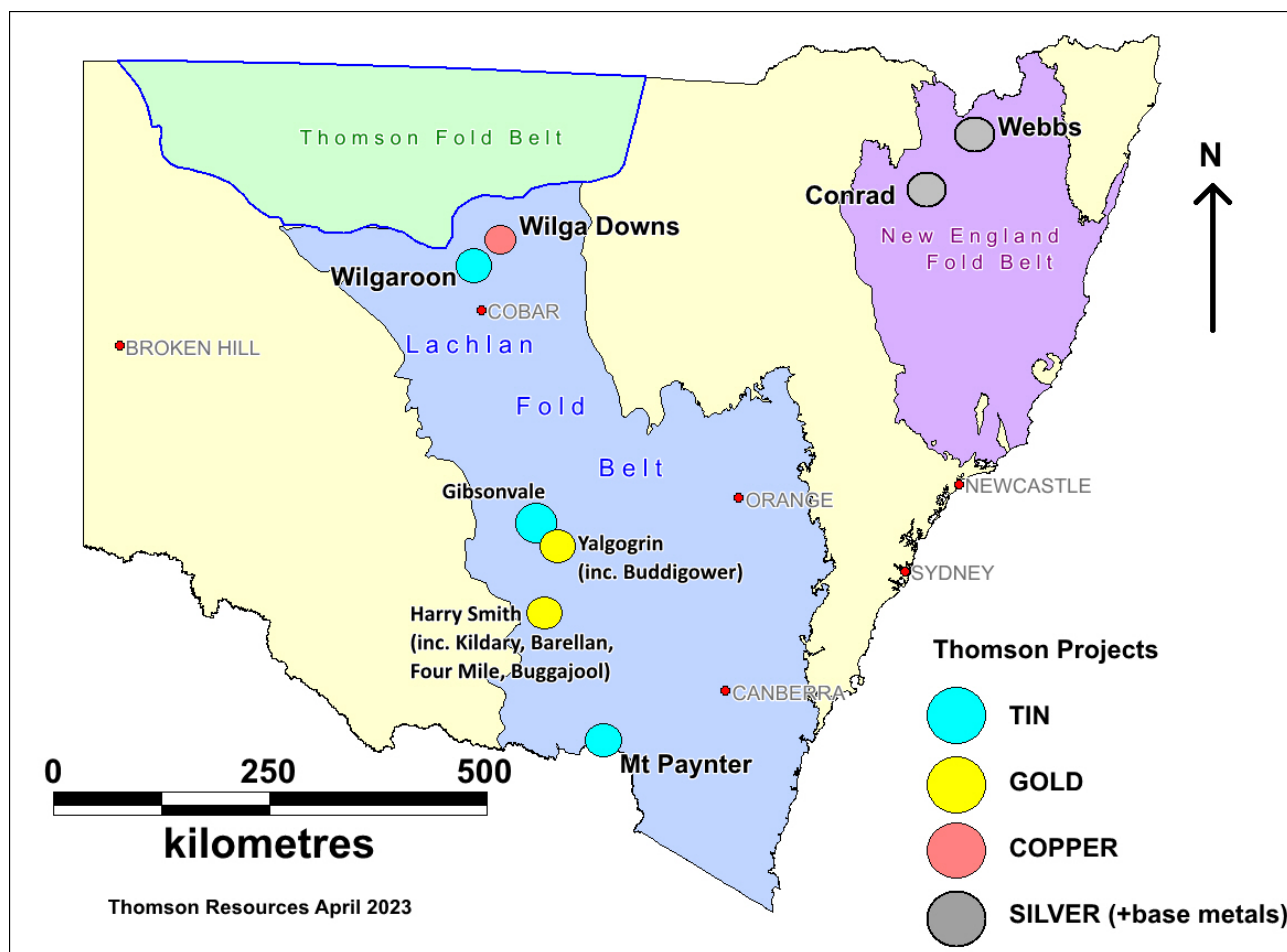 Thomson Fold Belt
Webbs
N
Conrad
Wilga Downs
New England
Fold Belt
Wilgaroon
COBAR
Lachlan
BROKEN HILL
Fold
Belt
Gibsonvale
ORANGE
NEWCASTLE
Yalgogrin
(inc. Buddigower)
SYDNEY
Harry Smith
(inc. Kildary, Barellan,
Four Mile, Buggajool)
CANBERRA
Mt Paynter
Thomson Projects
TIN
GOLD
COPPER
SILVER (+base metals)
0 250 500
kilometres
Thomson Resources April 2023